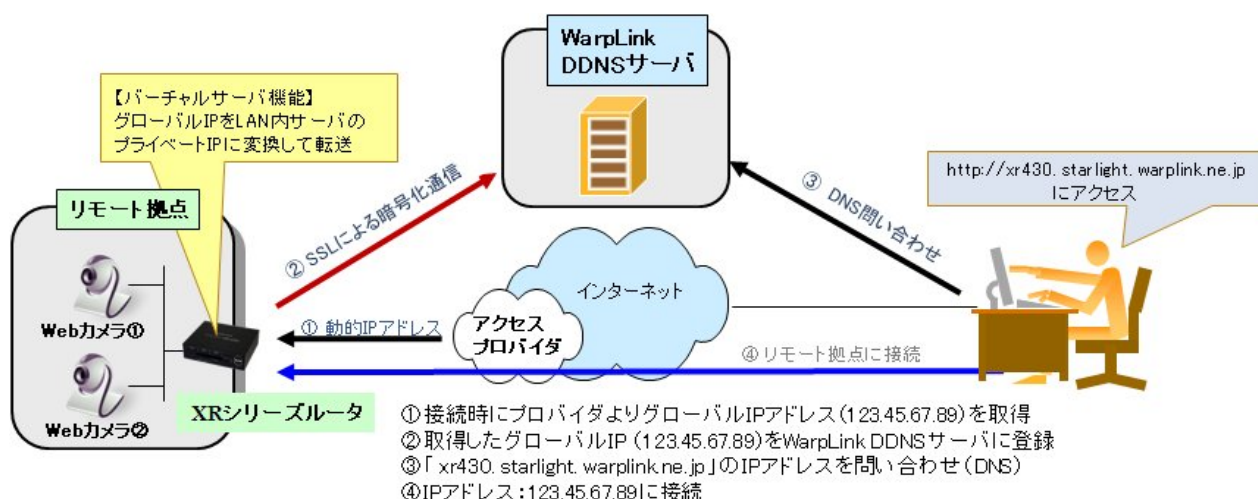 WarpLink
DDNSサーバ
【バーチャルサーバ機能】
グローバルIPをLAN内サーバの
プライベートIPに変換して転送
http://xr430.starlight.warplink.ne.jp
にアクセス
リモート拠点
② SSLによる暗号化通信
③ DNS問い合わせ
インターネット
Webカメラ①
① 動的IPアドレス
アクセス
プロバイダ
④リモート拠点に接続
Webカメラ②
XRシリーズルータ
①接続時にプロバイダよりグローバルIPアドレス(123.45.67.89)を取得
②取得したグローバルIP (123.45.67.89)をWarpLink DDNSサーバに登録
③「xr430.starlight.warplink.ne.jp」のIPアドレスを問い合わせ(DNS)
④IPアドレス:123.45.67.89に接続